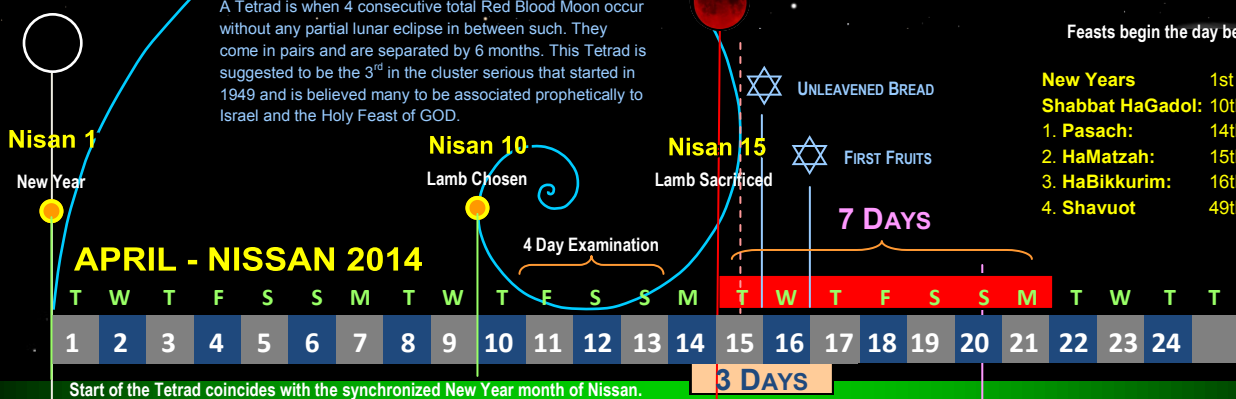 A Tetrad is when 4 consecutive total Red Blood Moon occur
without any partial lunar eclipse in between such. They
come in pairs and are separated by 6 months. This Tetrad is
suggested to be the 3rd in the cluster serious that started in
1949 and is believed many to be associated prophetically to
Israel and the Holy Feast of GOD.
Feasts begin the day be
New Years 1st
Shabbat HaGadol: 10t
1. Pasach: 14t
2. HaMatzah: 15t
3. HaBikkurim: 16t
4. Shavuot 49t
UNLEAVENED BREAD
FIRST FRUITS
Nisan 1
New Year
Nisan 10
Lamb Chosen
Nisan 15
Lamb Sacrificed
4 Day Examination
7 DAYS
APRIL - NISSAN 2014
T W T F S S M T W T F S S M T W T F S S M T W T T
1 2 3 4 5 6 7 8 9 10 11 12 13 14 15 16 17 18 19 20 21 22 23 24
3 DAYS
Start of the Tetrad coincides with the synchronized New Year month of Nissan.